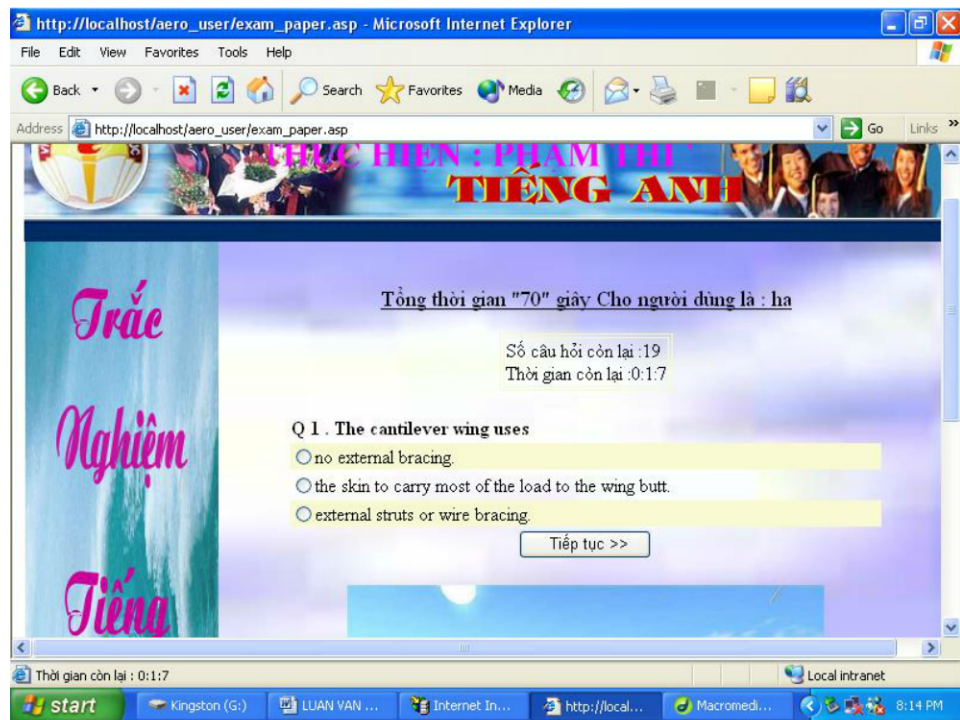 http://localhost/aero_user/exam_paper.asp - Microsoft Internet Explorer
File Edit View Favorites Tools Help
Back Search Favorites Media
Address http://localhost/aero_user/exam_paper.asp Go Links »
THỰC HIỆN : PHẠM THỊ
TIẾNG ANH
Trắc
Nghiệm
Tiếng
Tổng thời gian "70" giây Cho người dùng là : ha
Số câu hỏi còn lại :19
Thời gian còn lại :0:1:7
Q 1 . The cantilever wing uses
no external bracing.
the skin to carry most of the load to the wing butt.
external struts or wire bracing.
Tiếp tục >>
Thời gian còn lại : 0:1:7 Local intranet
start Kingston (G:) LUAN VAN ... Internet In... http://local... Macromedi... 8:14 PM